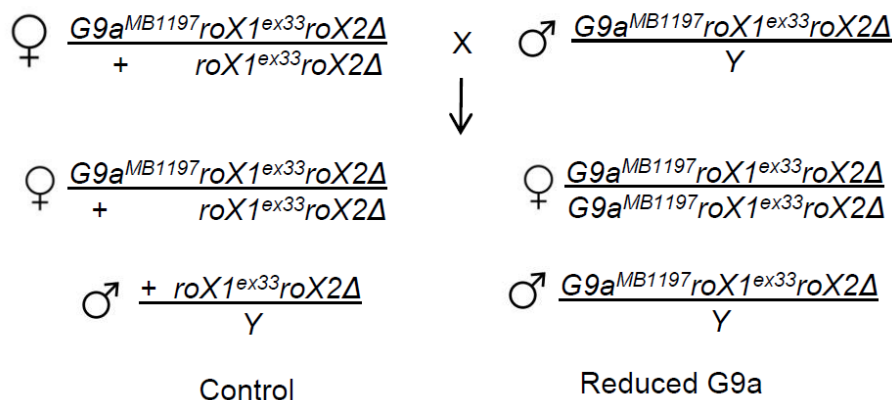 ♀ G9a^MB1197 roX1^ex33 roX2Δ X ♂ G9a^MB1197 roX1^ex33 roX2Δ
+ roX1^ex33 roX2Δ Y
♀ G9a^MB1197 roX1^ex33 roX2Δ ♀ G9a^MB1197 roX1^ex33 roX2Δ
+ roX1^ex33 roX2Δ G9a^MB1197 roX1^ex33 roX2Δ
♂ + roX1^ex33 roX2Δ ♂ G9a^MB1197 roX1^ex33 roX2Δ
Y Y
Control Reduced G9a